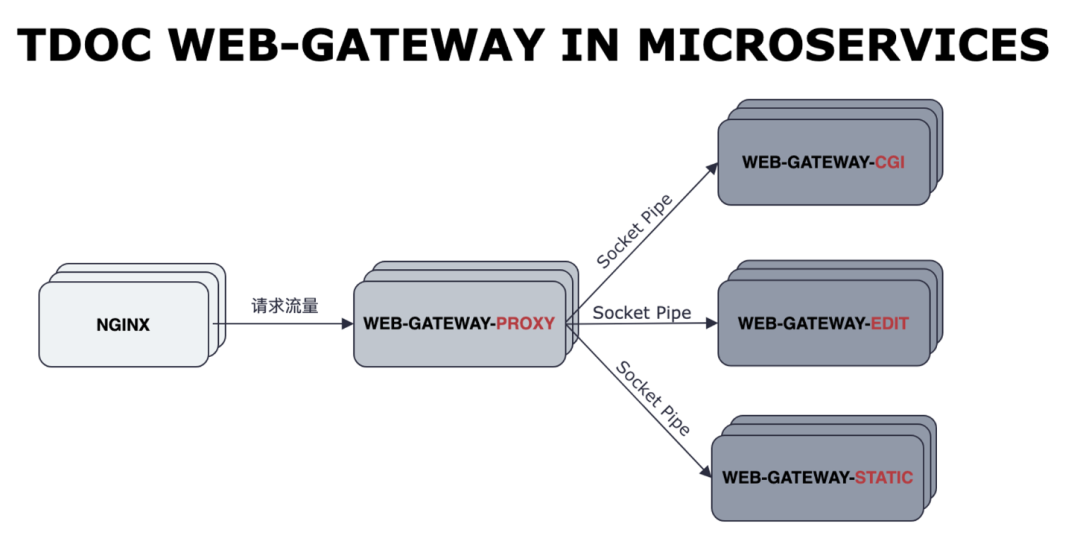 TDOC WEB-GATEWAY IN MICROSERVICES
WEB-GATEWAY-CGI
Socket Pipe
NGINX
请求流量
WEB-GATEWAY-PROXY
Socket Pipe
WEB-GATEWAY-EDIT
Socket Pipe
WEB-GATEWAY-STATIC